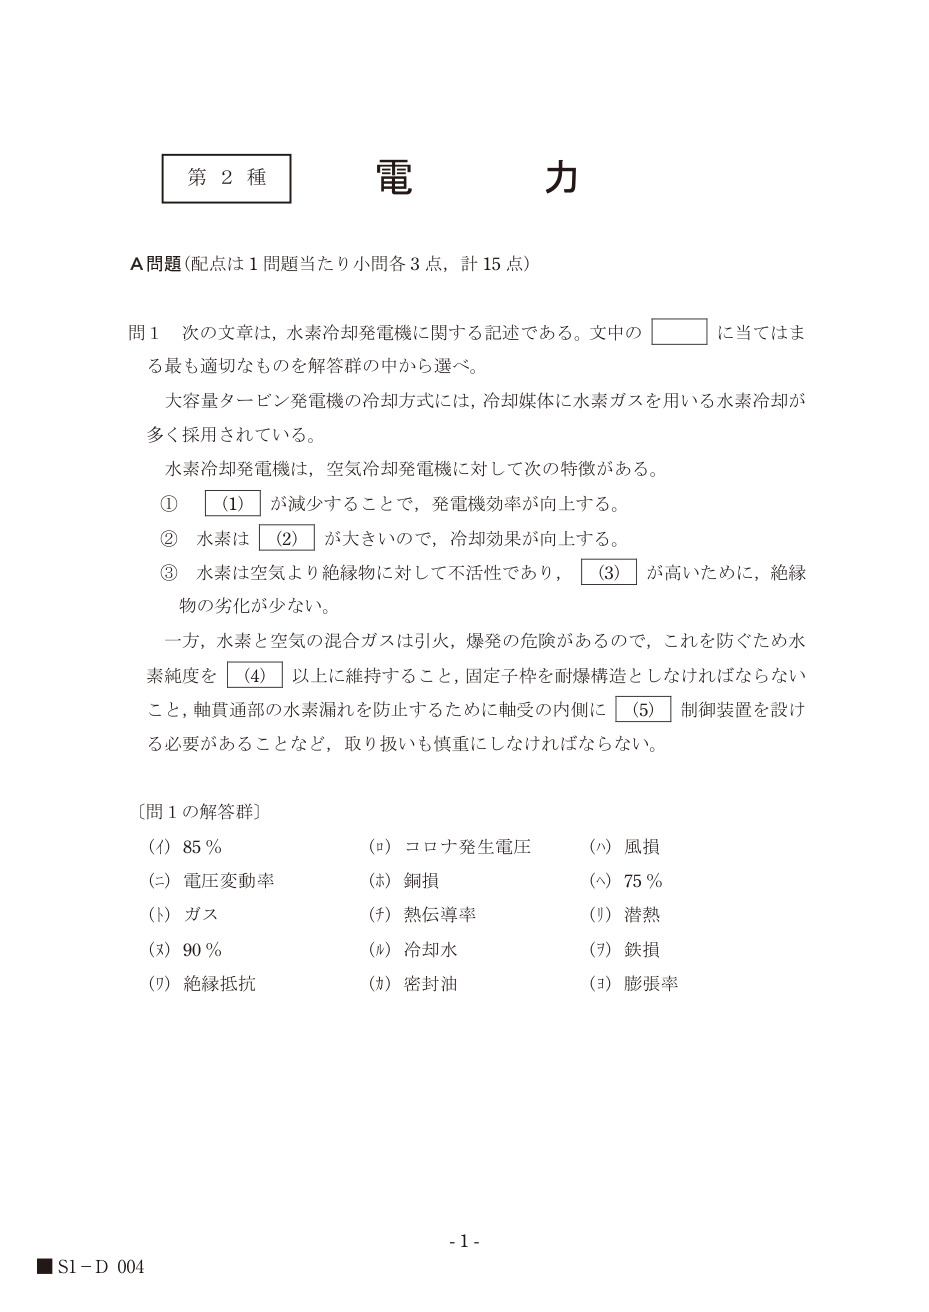 第 2 種
電 力
A問題(配点は1問題当たり小問各3点，計15点)
問1 次の文章は，水素冷却発電機に関する記述である。文中の　　　に当てはま
る最も適切なものを解答群の中から選べ。
大容量タービン発電機の冷却方式には，冷却媒体に水素ガスを用いる水素冷却が
多く採用されている。
水素冷却発電機は，空気冷却発電機に対して次の特徴がある。
① (1) が減少することで，発電機効率が向上する。
② 水素は (2) が大きいので，冷却効果が向上する。
③ 水素は空気より絶縁物に対して不活性であり， (3) が高いために，絶縁
物の劣化が少ない。
一方，水素と空気の混合ガスは引火，爆発の危険があるので，これを防ぐため水
素純度を (4) 以上に維持すること，固定子枠を耐爆構造としなければならない
こと，軸貫通部の水素漏れを防止するために軸受の内側に (5) 制御装置を設け
る必要があることなど，取り扱いも慎重にしなければならない。
〔問1の解答群〕
(ｲ) 85 % (ﾛ) コロナ発生電圧 (ﾊ) 風損
(ﾆ) 電圧変動率 (ﾎ) 銅損 (ﾍ) 75 %
(ﾄ) ガス (ﾁ) 熱伝導率 (ﾘ) 潜熱
(ﾇ) 90 % (ﾙ) 冷却水 (ｦ) 鉄損
(ﾜ) 絶縁抵抗 (ｶ) 密封油 (ﾖ) 膨張率
- 1 -
■ S1－D 004